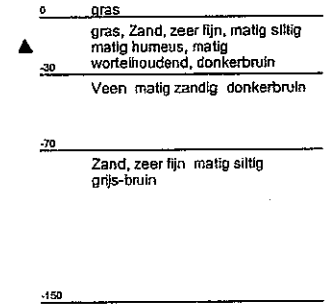 0 gras
gras, Zand, zeer fijn, matig siltig
matig humeus, matig
wortelhoudend, donkerbruin
-30
Veen matig zandig donkerbruin
-70
Zand, zeer fijn matig siltig
grijs-bruin
-150